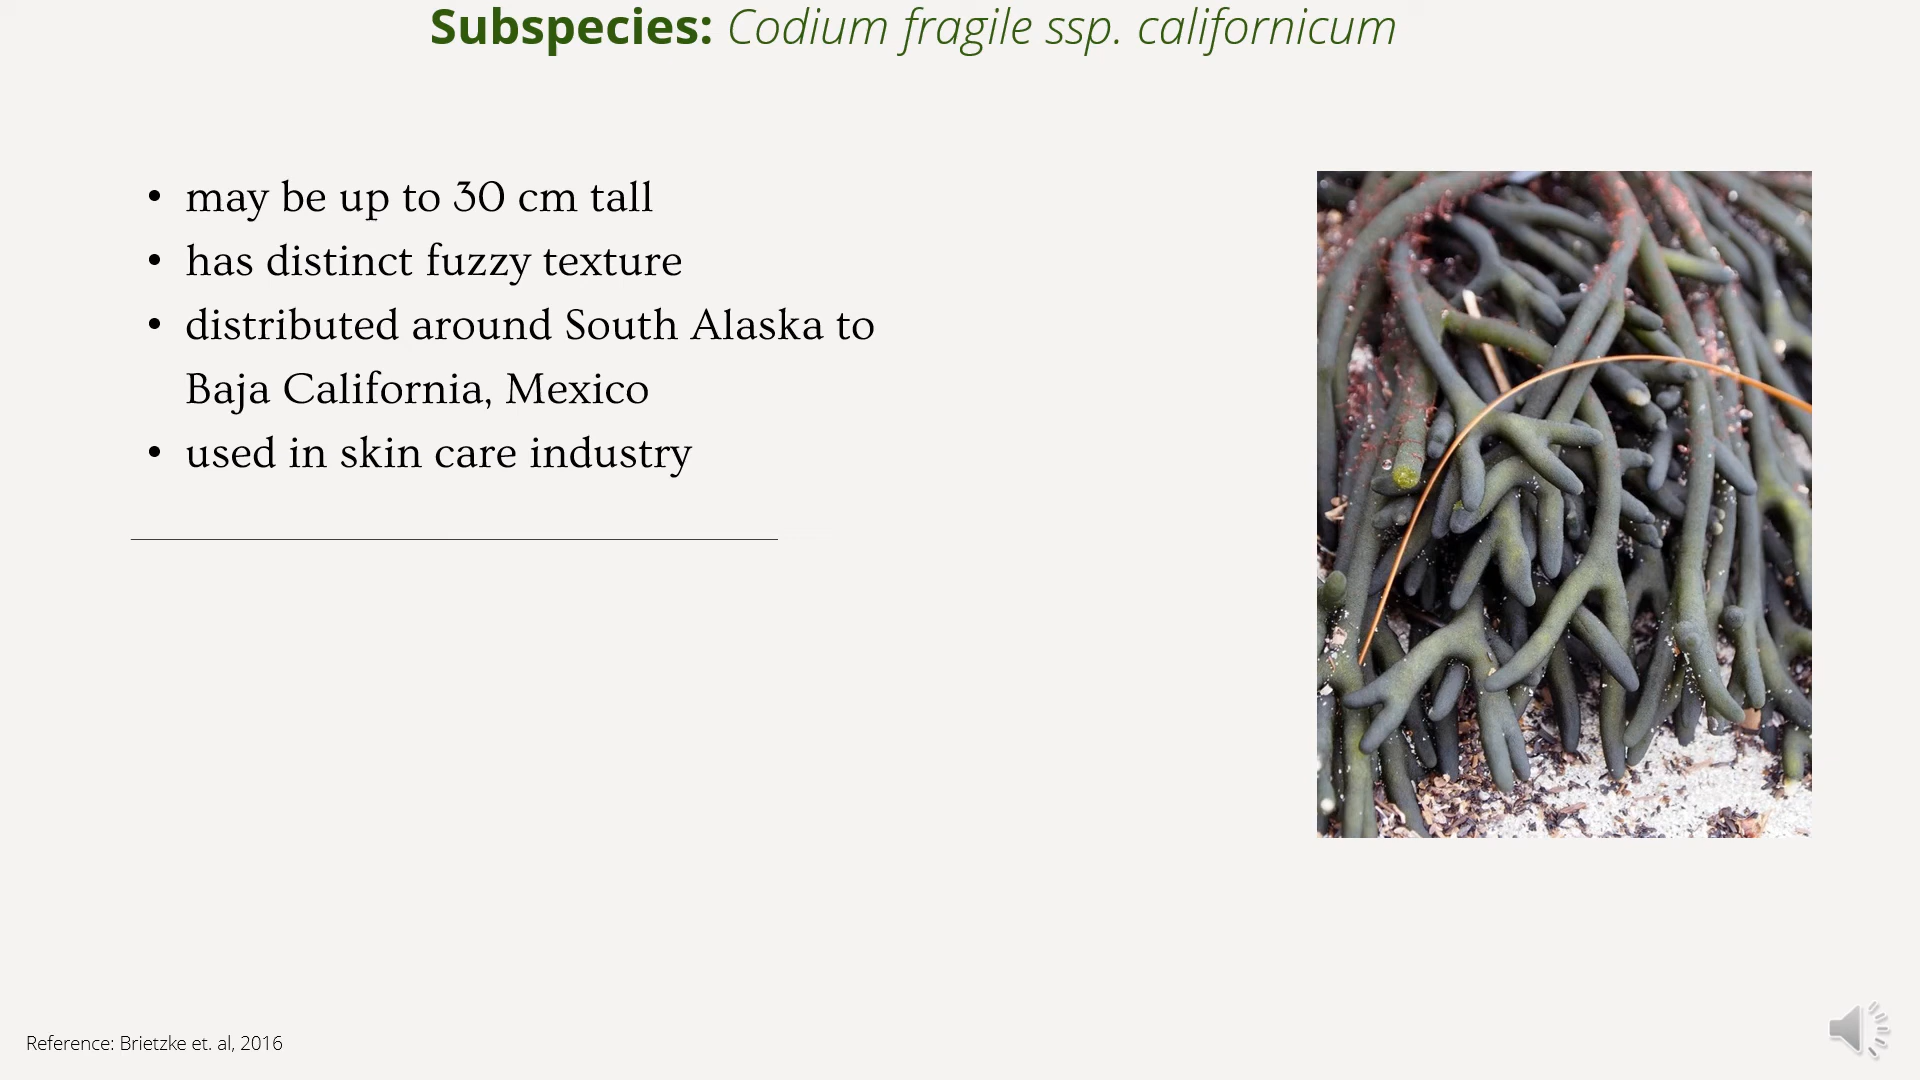 Subspecies: Codium fragile ssp. californicum
• may be up to 30 cm tall
• has distinct fuzzy texture
• distributed around South Alaska to
Baja California, Mexico
• used in skin care industry
Reference: Brietzke et. al, 2016